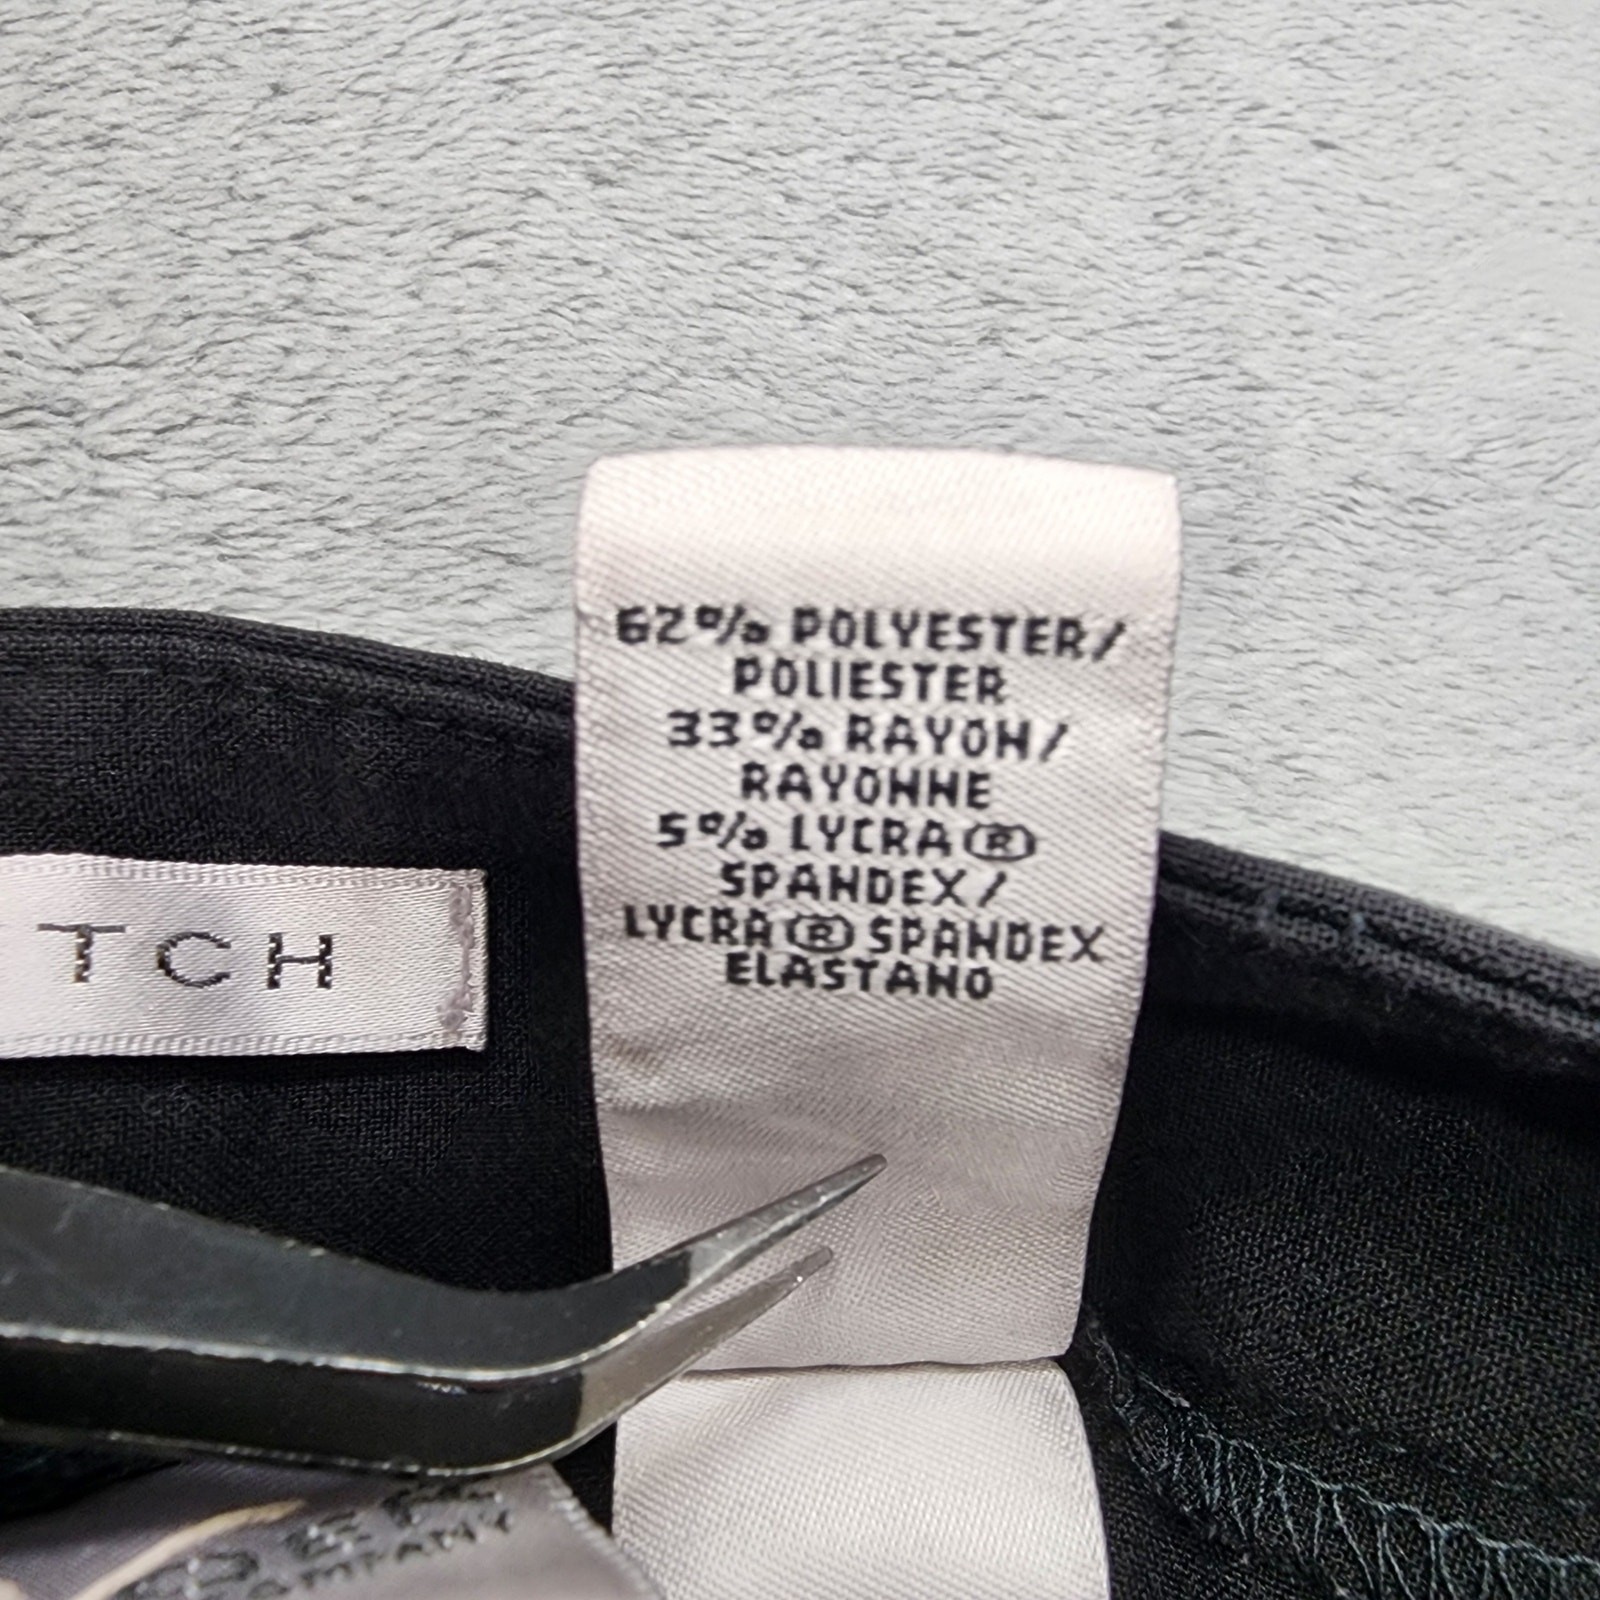 62% POLYESTER/
POLIESTER
33% RAYON/
RAYONNE
5% LYCRA®
SPANDEX/
LYCRA® SPANDEX
ELASTANO
TCH